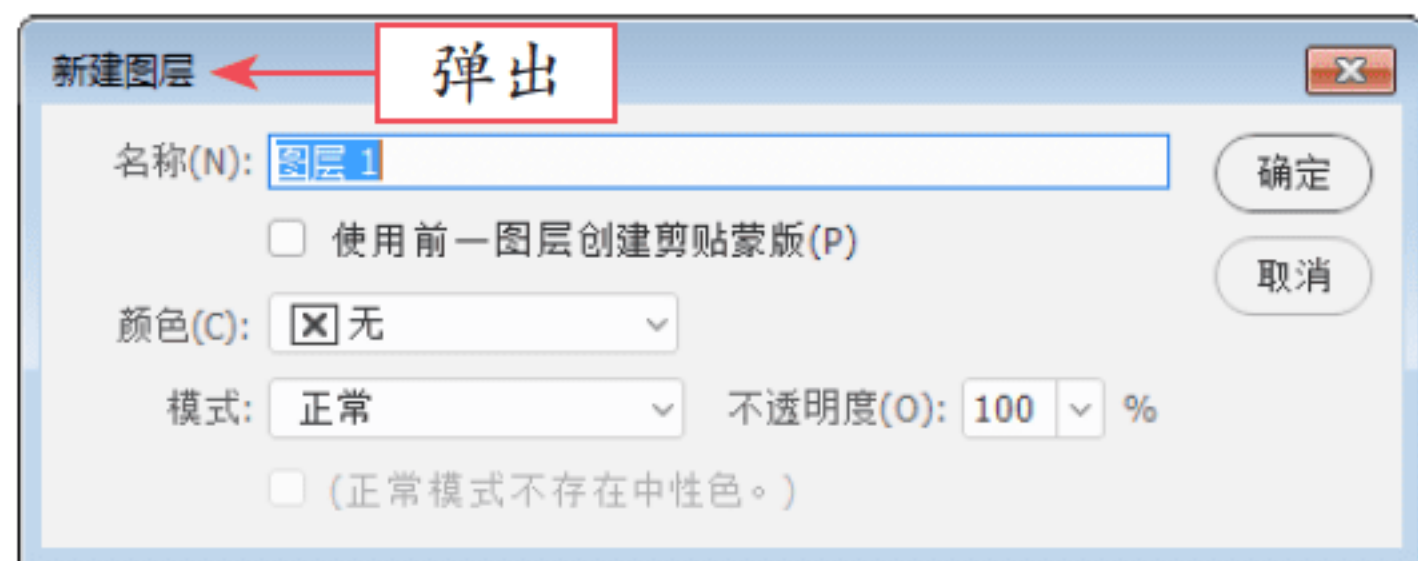 新建图层
弹出
名称(N): 图层 1
确定
使用前一图层创建剪贴蒙版(P)
取消
颜色(C): 无
模式: 正常 不透明度(O): 100 %
(正常模式不存在中性色。)